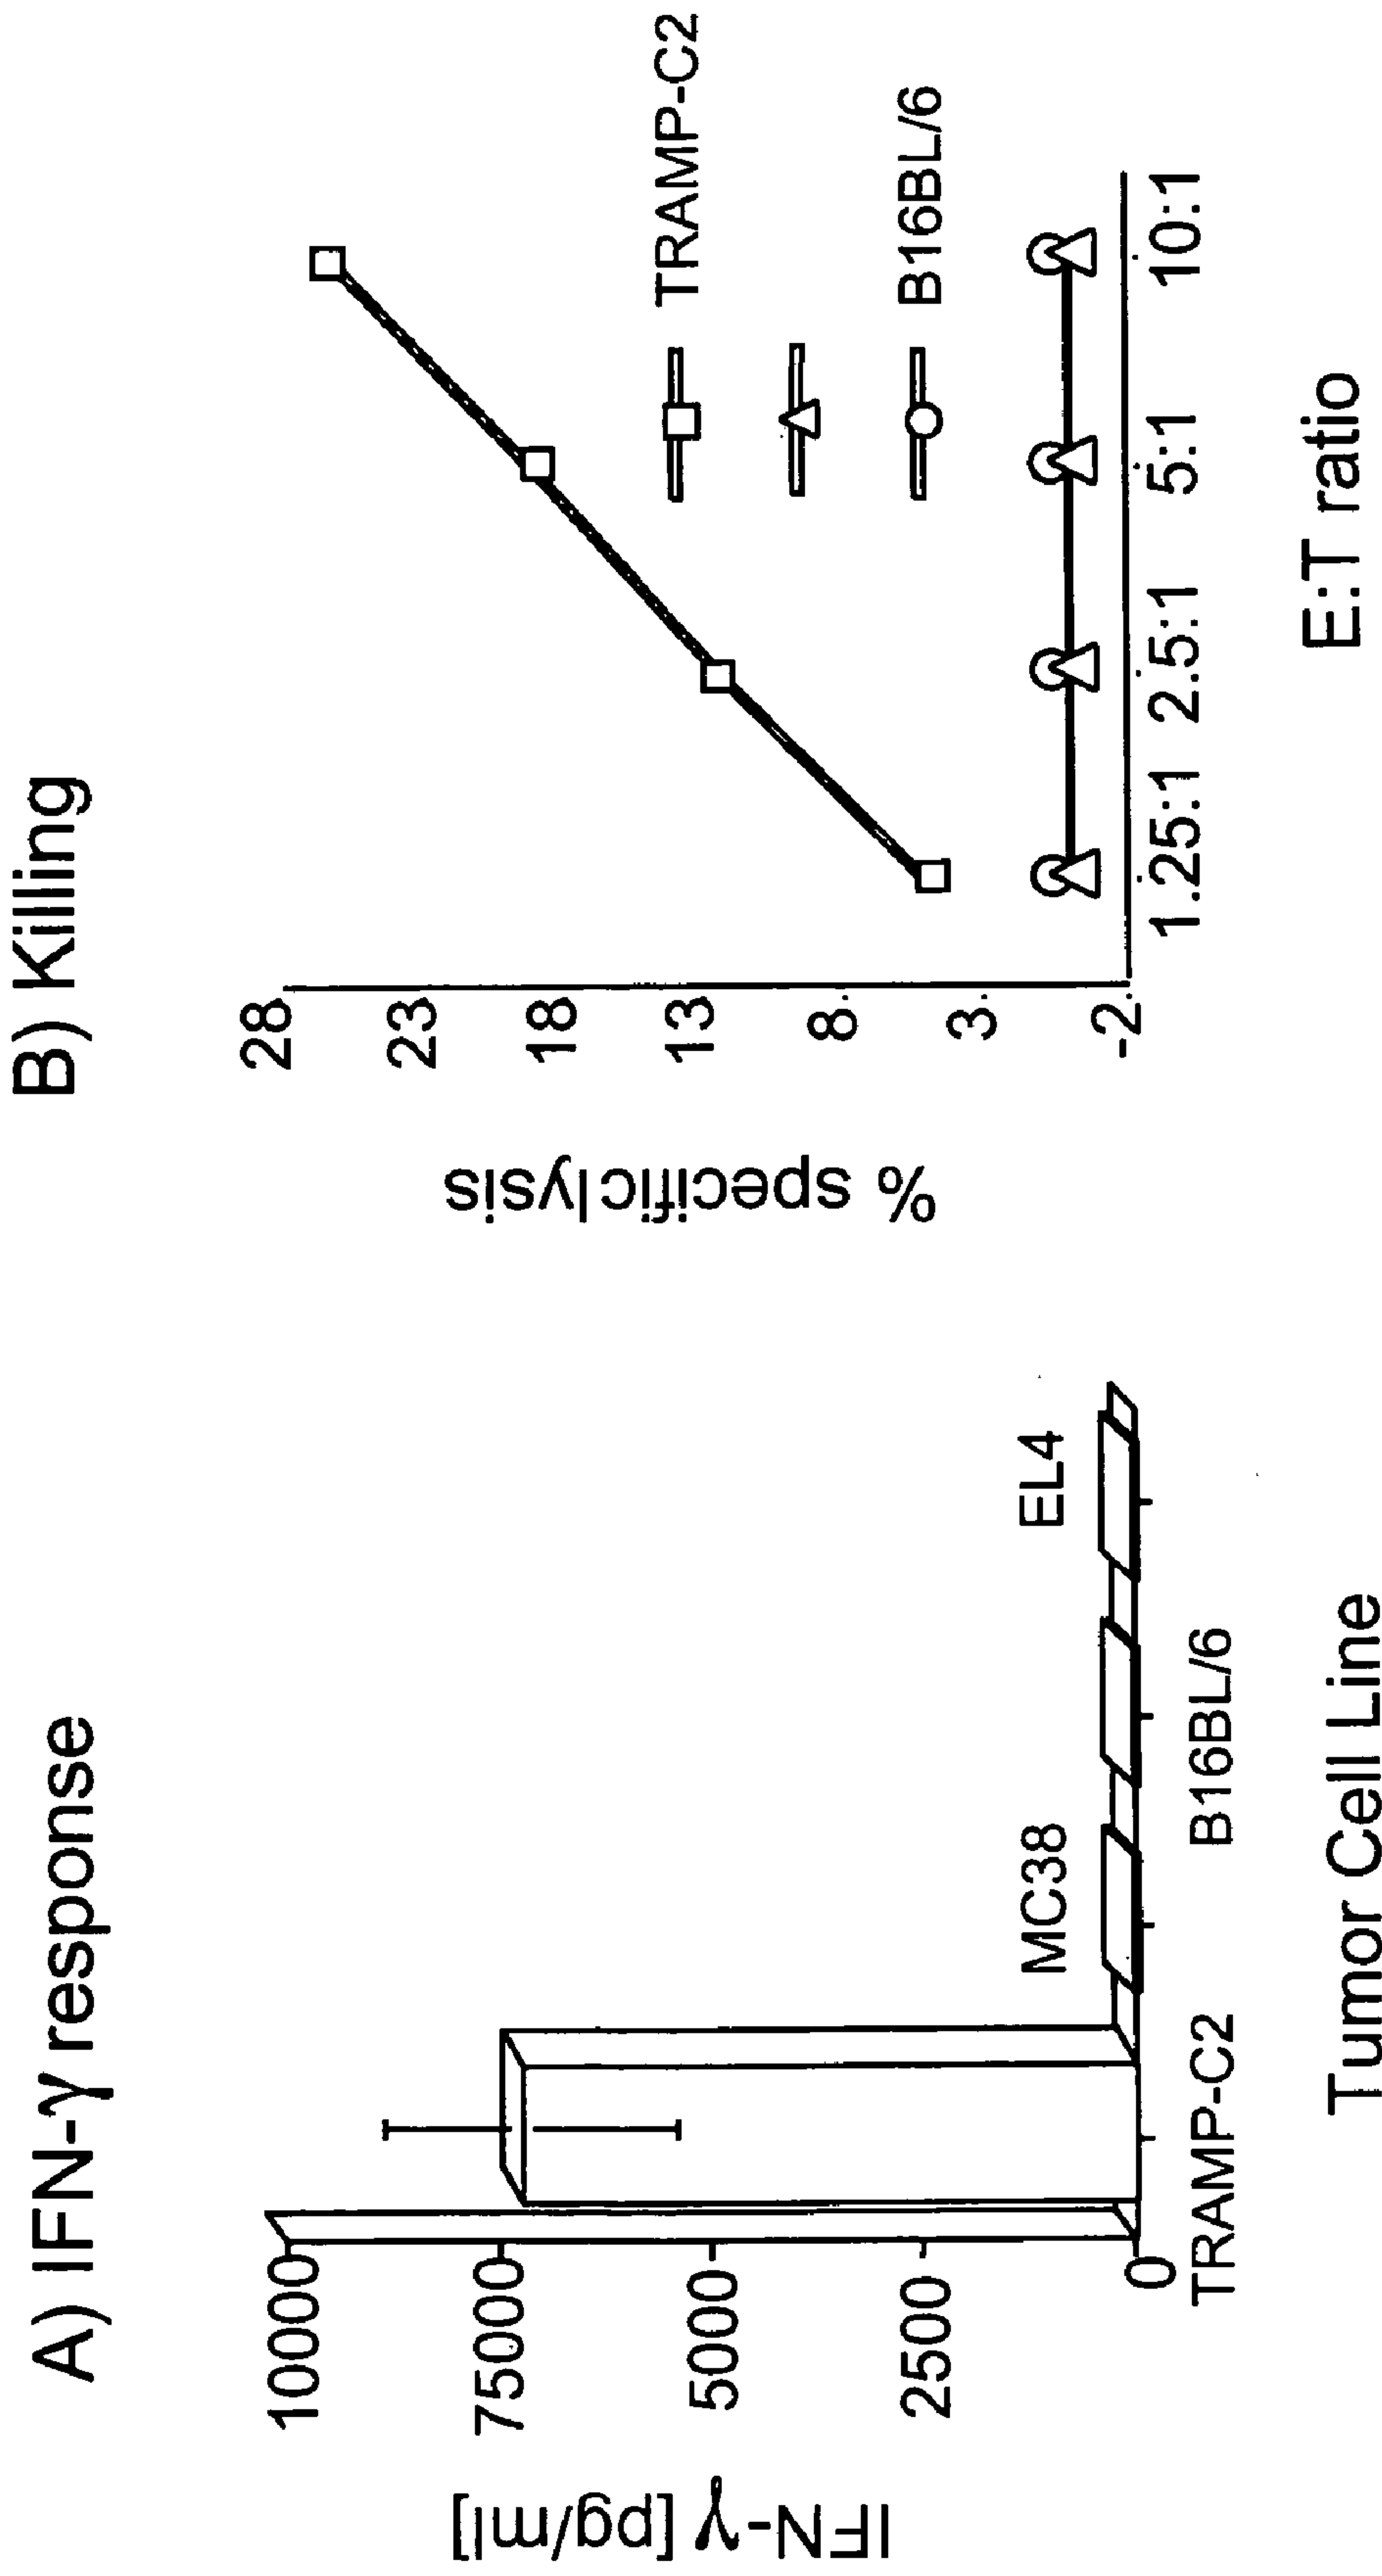 A) IFN-γ response
IFN-γ [pg/ml]
10000
75000
5000
2500
0
TRAMP-C2
MC38
B16BL/6
EL4
Tumor Cell Line
B) Killing
% specific lysis
28
23
18
13
8
3
-2
1.25:1 2.5:1 5:1 10:1
E:T ratio
TRAMP-C2
B16BL/6